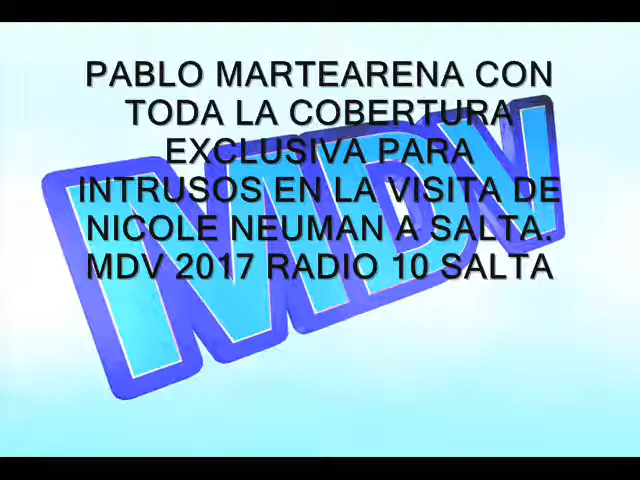 PABLO MARTEARENA CON
TODA LA COBERTURA
EXCLUSIVA PARA
INTRUSOS EN LA VISITA DE
NICOLE NEUMAN A SALTA.
MDV 2017 RADIO 10 SALTA
MDV